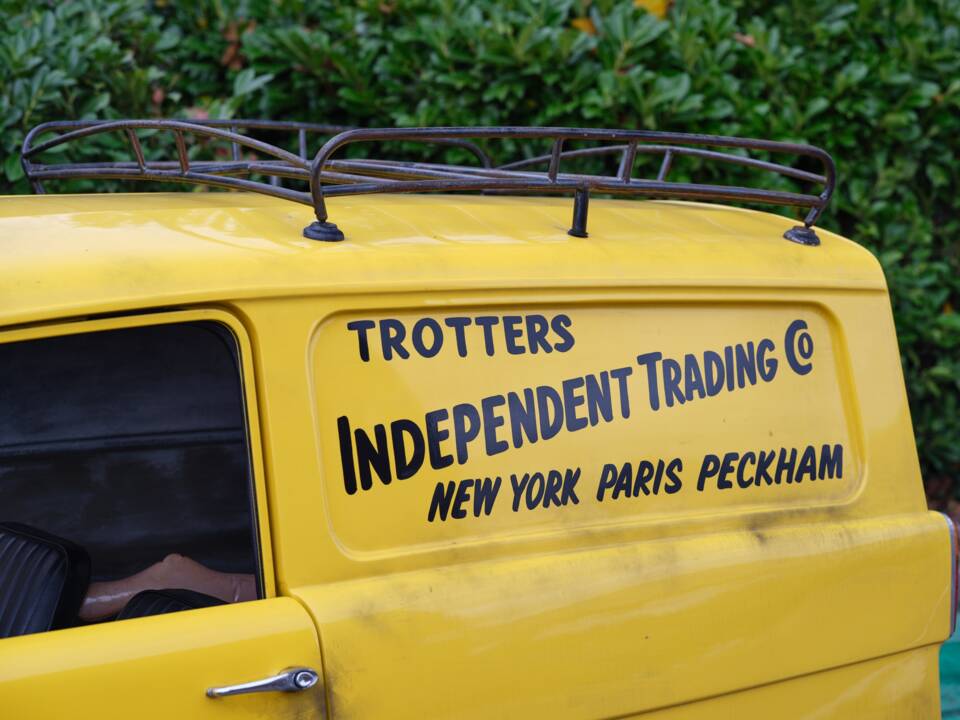 TROTTERS
INDEPENDENT TRADING CO
NEW YORK PARIS PECKHAM